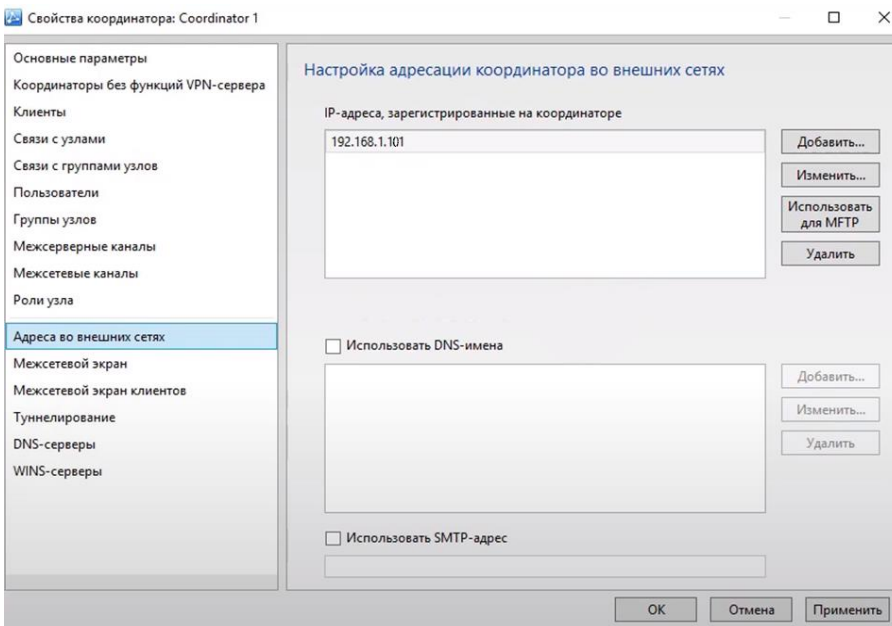 Свойства координатора: Coordinator 1
Основные параметры
Координаторы без функций VPN-сервера
Клиенты
Связи с узлами
Связи с группами узлов
Пользователи
Группы узлов
Межсерверные каналы
Межсетевые каналы
Роли узла
Адреса во внешних сетях
Межсетевой экран
Межсетевой экран клиентов
Туннелирование
DNS-серверы
WINS-серверы
Настройка адресации координатора во внешних сетях
IP-адреса, зарегистрированные на координаторе
192.168.1.101
Добавить...
Изменить...
Использовать
для MFTP
Удалить
Использовать DNS-имена
Добавить...
Изменить...
Удалить
Использовать SMTP-адрес
OK
Отмена
Применить